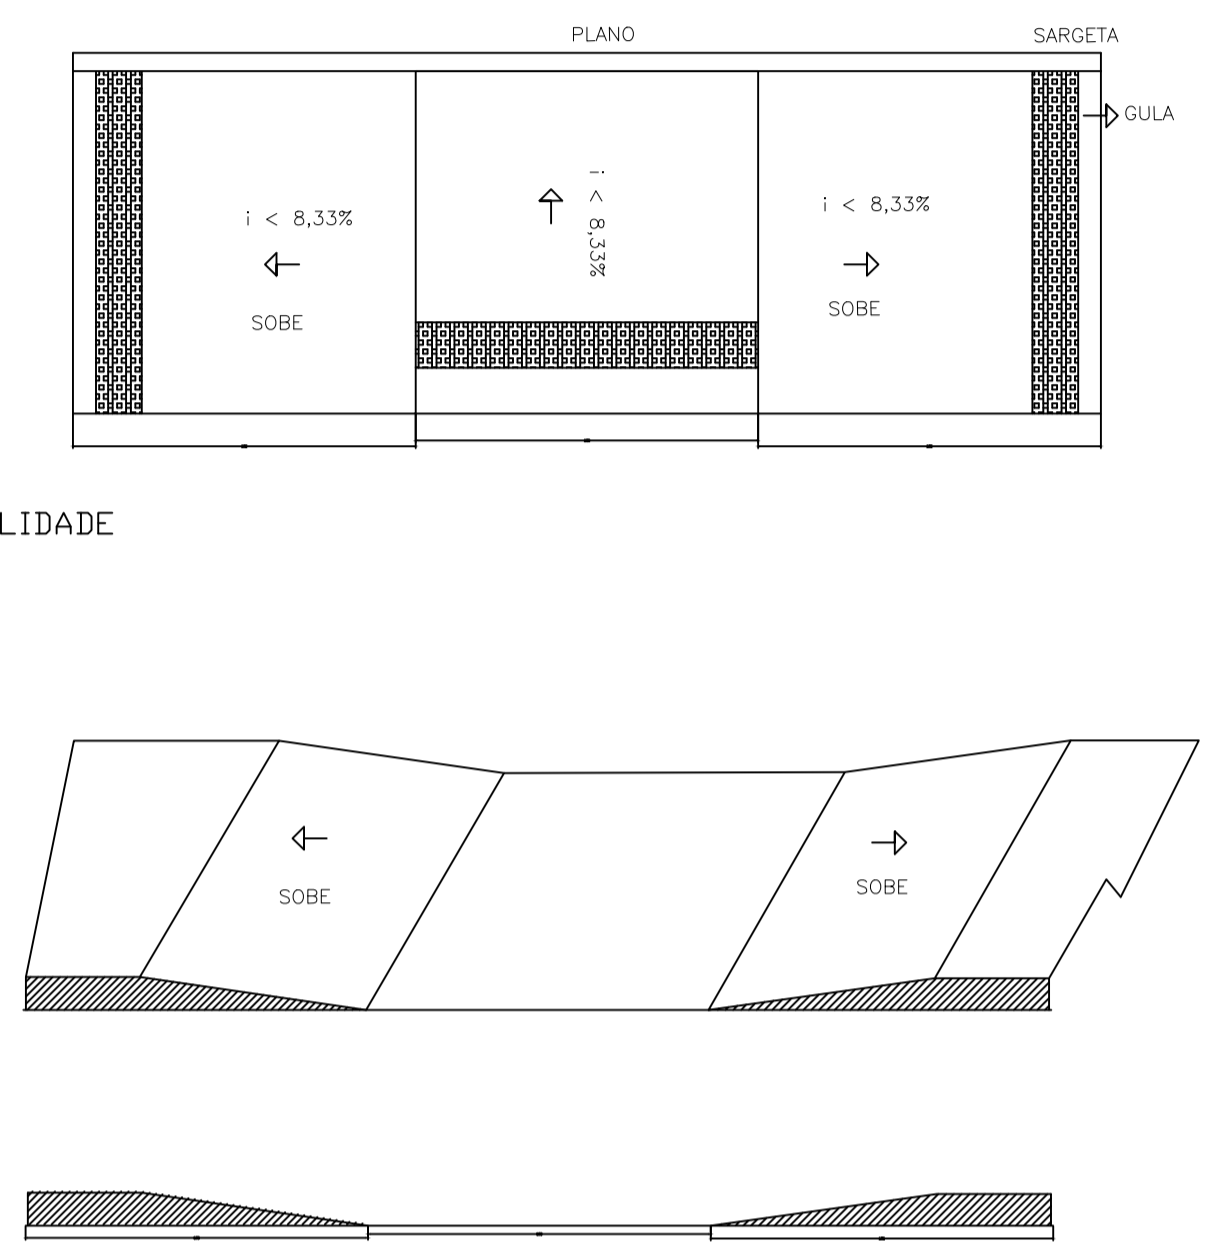 PLANO
SARGETA
GULA
i < 8,33%
i < 8,33%
i < 8,33%
SOBE
SOBE
LIDADE
SOBE
SOBE